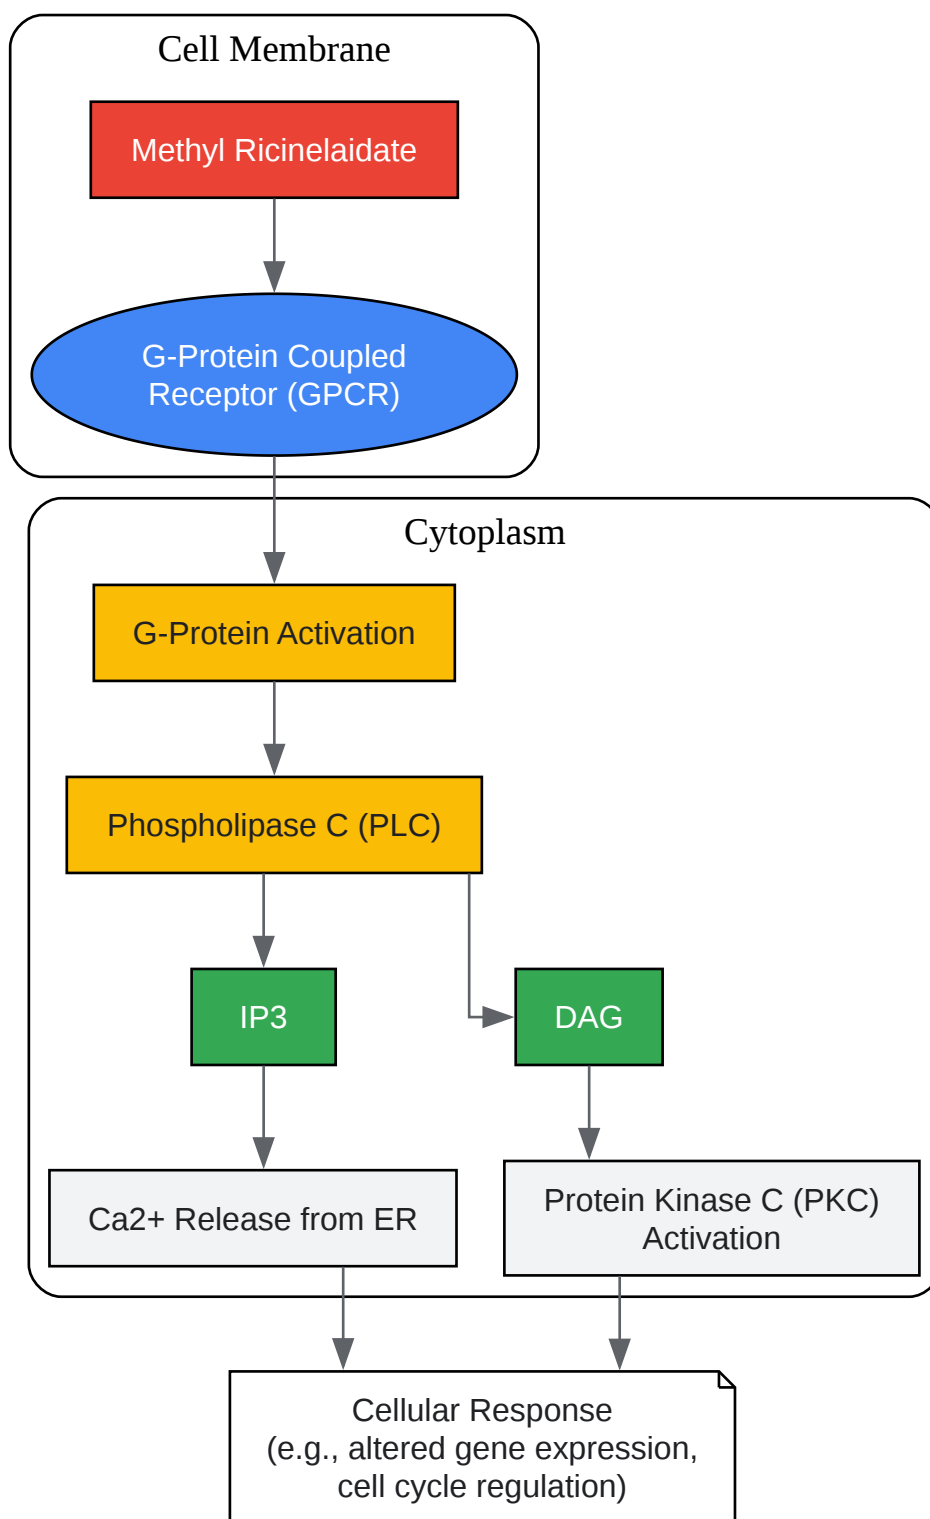 Cell Membrane
Methyl Ricinelaidate
G-Protein Coupled
Receptor (GPCR)
Cytoplasm
G-Protein Activation
Phospholipase C (PLC)
IP3
DAG
Ca2+ Release from ER
Protein Kinase C (PKC)
Activation
Cellular Response
(e.g., altered gene expression,
cell cycle regulation)